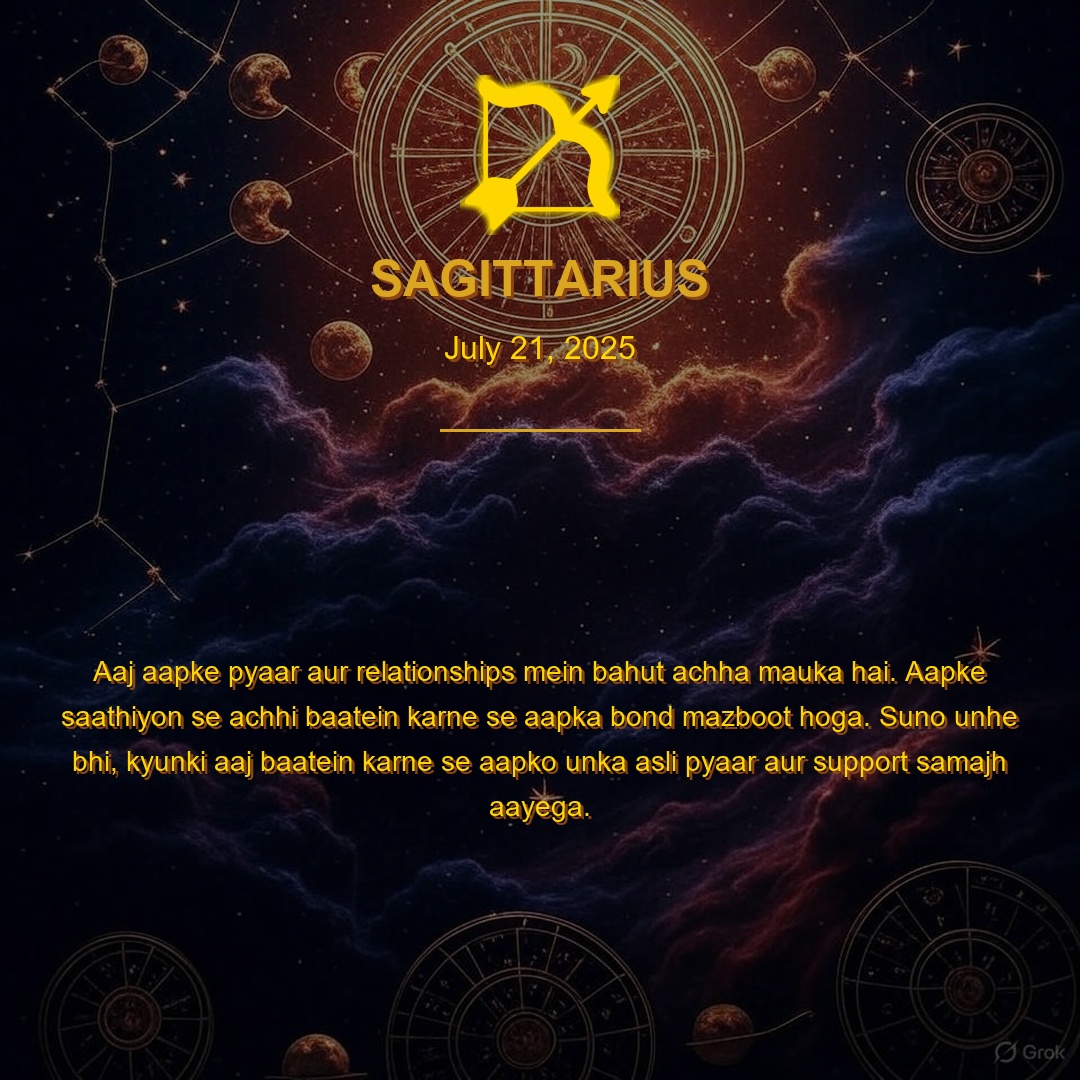 SAGITTARIUS
July 21, 2025
Aaj aapke pyaar aur relationships mein bahut achha mauka hai. Aapke
saathiyon se achhi baatein karne se aapka bond mazboot hoga. Suno unhe
bhi, kyunki aaj baatein karne se aapko unka asli pyaar aur support samajh
aayega.
Grok